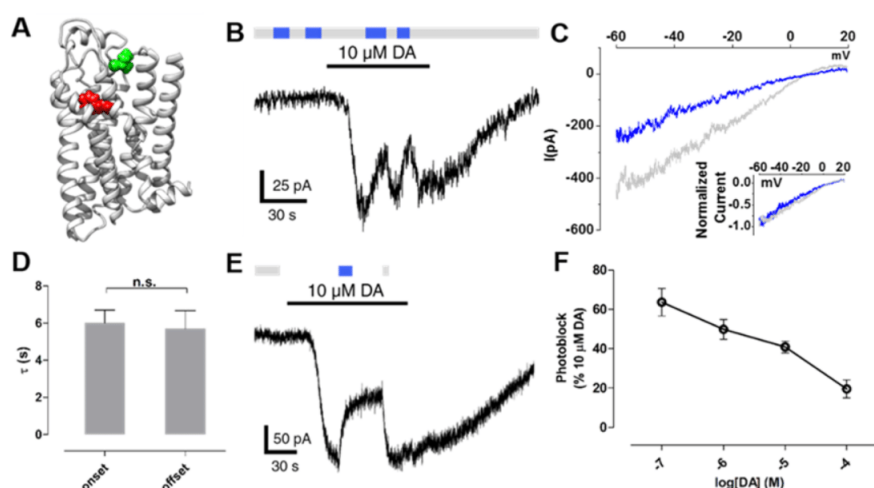 A
B
10 µM DA
25 pA
30 s
C
-60 -40 -20 0 20
mV
0
-200
-400
-600
I(pA)
-60 -40 -20 0 20
mV
0.0
-0.5
-1.0
Normalized
Current
D
n.s.
8
6
4
2
0
τ (s)
onset
offset
E
10 µM DA
50 pA
30 s
F
80
60
40
20
0
Photoblock
(% 10 µM DA)
-7
-6
-5
-4
log[DA] (M)